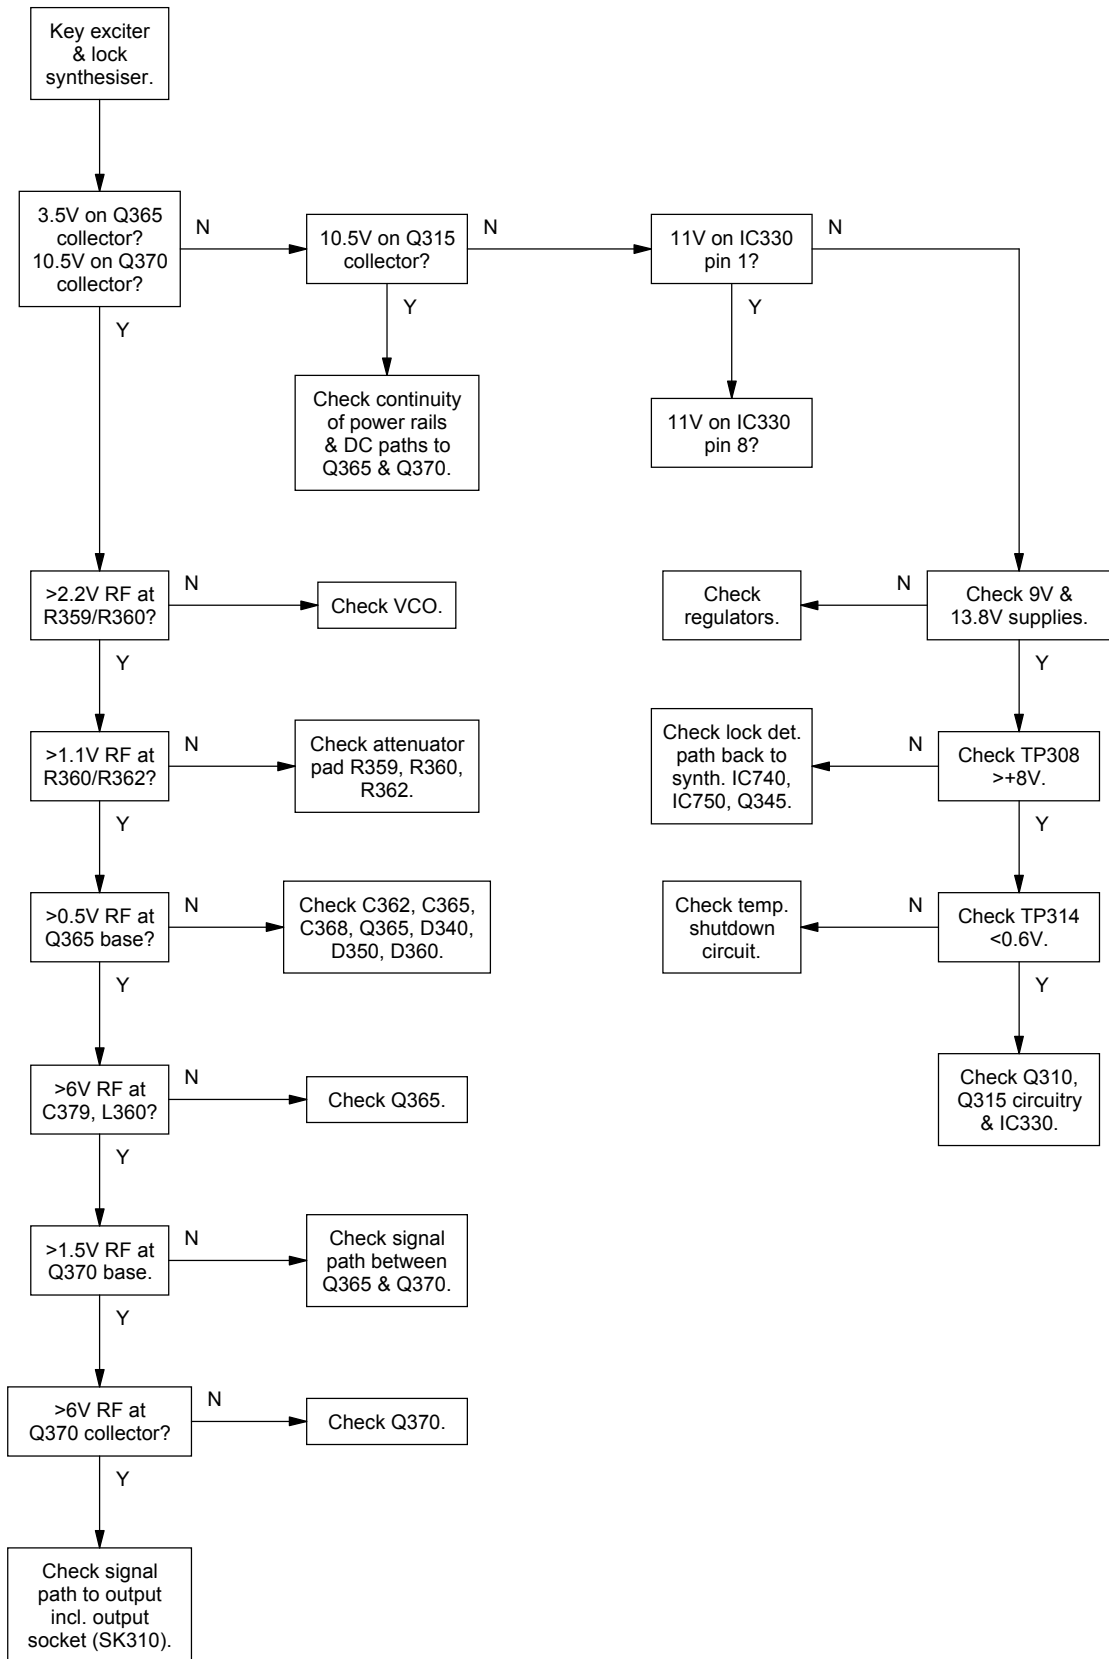 Key exciter
& lock
synthesiser.
3.5V on Q365
collector?
10.5V on Q370
collector?
N
Y
10.5V on Q315
collector?
N
Y
11V on IC330
pin 1?
N
Y
Check continuity
of power rails
& DC paths to
Q365 & Q370.
11V on IC330
pin 8?
>2.2V RF at
R359/R360?
N
Y
Check VCO.
Check
regulators.
N
Check 9V &
13.8V supplies.
Y
>1.1V RF at
R360/R362?
N
Y
Check attenuator
pad R359, R360,
R362.
Check lock det.
path back to
synth. IC740,
IC750, Q345.
N
Check TP308
>+8V.
Y
>0.5V RF at
Q365 base?
N
Y
Check C362, C365,
C368, Q365, D340,
D350, D360.
Check temp.
shutdown
circuit.
N
Check TP314
<0.6V.
Y
>6V RF at
C379, L360?
N
Y
Check Q365.
Check Q310,
Q315 circuitry
& IC330.
>1.5V RF at
Q370 base.
N
Y
Check signal
path between
Q365 & Q370.
>6V RF at
Q370 collector?
N
Y
Check Q370.
Check signal
path to output
incl. output
socket (SK310).